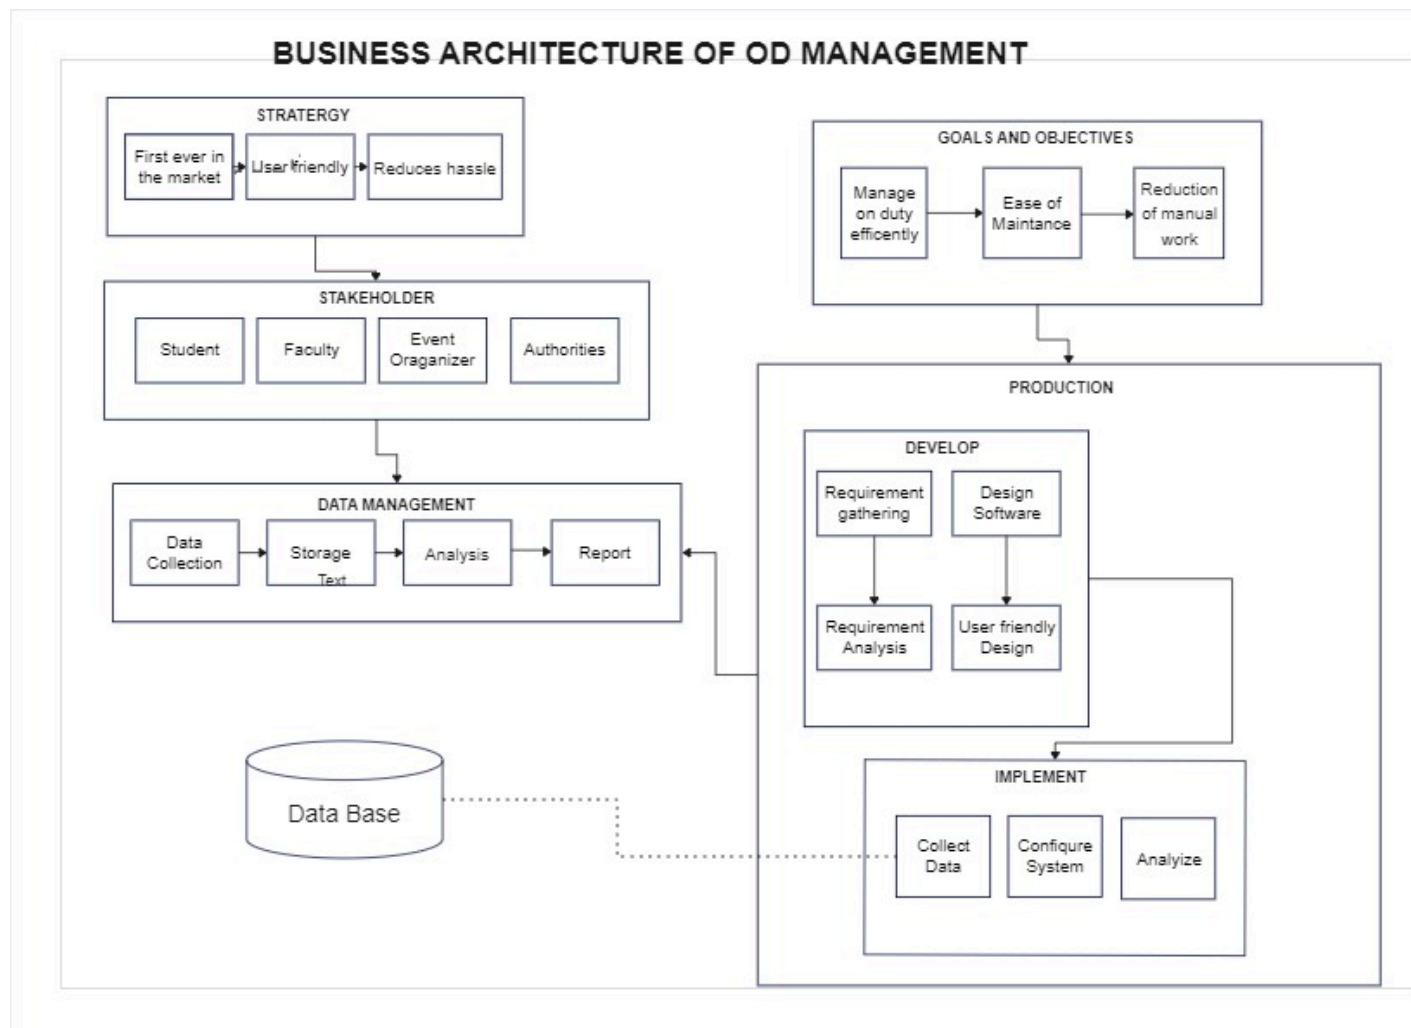 BUSINESS ARCHITECTURE OF OD MANAGEMENT
STRATERGY
First ever in
the market
User friendly
Reduces hassle
STAKEHOLDER
Student
Faculty
Event
Oraganizer
Authorities
DATA MANAGEMENT
Data
Collection
Storage
Text
Analysis
Report
Data Base
GOALS AND OBJECTIVES
Manage
on duty
efficently
Ease of
Maintance
Reduction
of manual
work
PRODUCTION
DEVELOP
Requirement
gathering
Design
Software
Requirement
Analysis
User friendly
Design
IMPLEMENT
Collect
Data
Configure
System
Analyize